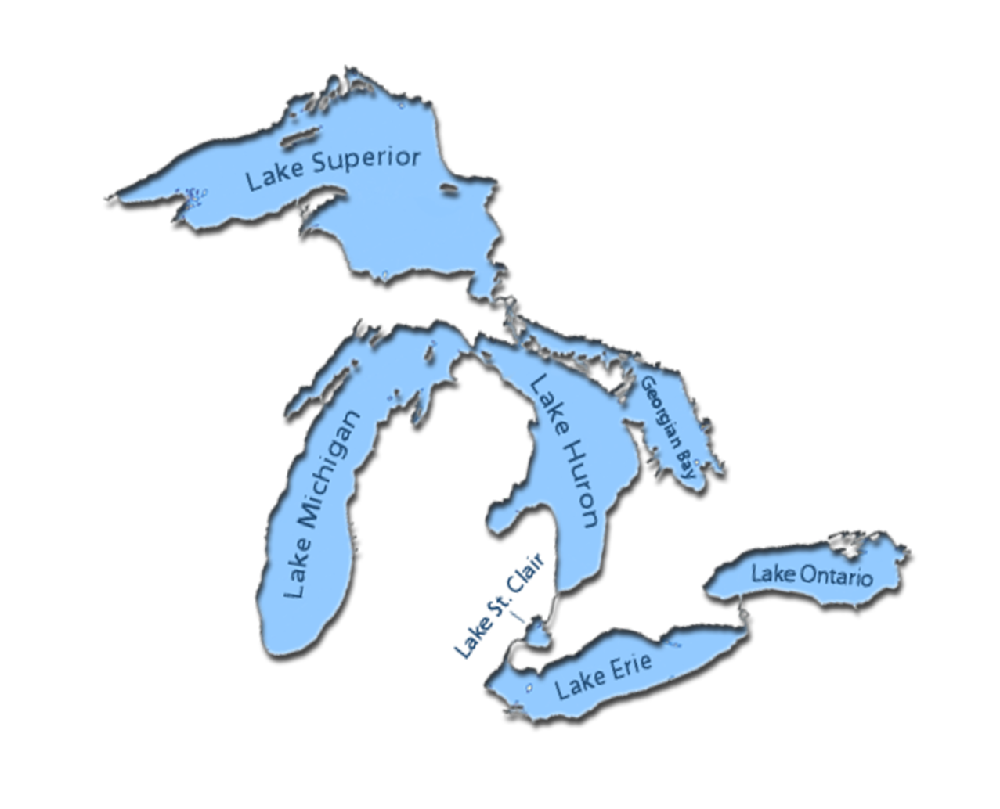 Lake Superior
Lake Michigan
Lake Huron
Georgian Bay
Lake St. Clair
Lake Ontario
Lake Erie